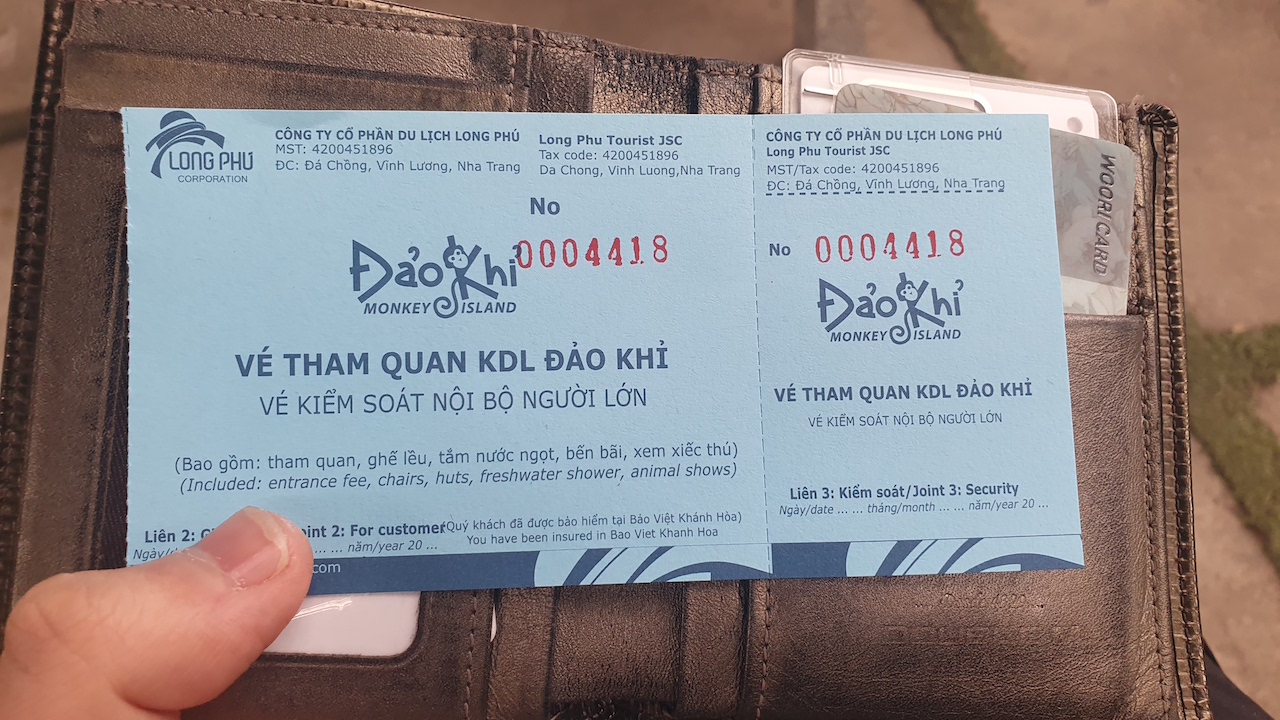 LONG PHÚ
CORPORATION
CÔNG TY CỔ PHẦN DU LỊCH LONG PHÚ
MST: 4200451896
ĐC: Đá Chồng, Vĩnh Lương, Nha Trang
Long Phu Tourist JSC
Tax code: 4200451896
Da Chong, Vinh Luong,Nha Trang
No
0004418
Đảo Khỉ
MONKEY ISLAND
VÉ THAM QUAN KDL ĐẢO KHỈ
VÉ KIỂM SOÁT NỘI BỘ NGƯỜI LỚN
(Bao gồm: tham quan, ghế lều, tắm nước ngọt, bến bãi, xem xiếc thú)
(Included: entrance fee, chairs, huts, freshwater shower, animal shows)
Liên 2: Joint 2: For customer
(Quý khách đã được bảo hiểm tại Bảo Việt Khánh Hòa)
Ngày/ ... ... năm/year 20 ...
You have been insured in Bao Viet Khanh Hoa
.com
CÔNG TY CỔ PHẦN DU LỊCH LONG PHÚ
Long Phu Tourist JSC
MST/Tax code: 4200451896
ĐC: Đá Chồng, Vĩnh Lương, Nha Trang
No 0004418
Đảo Khỉ
MONKEY ISLAND
VÉ THAM QUAN KDL ĐẢO KHỈ
VÉ KIỂM SOÁT NỘI BỘ NGƯỜI LỚN
Liên 3: Kiểm soát/Joint 3: Security
Ngày/date ... ... tháng/month ... ... năm/year 20 ...
WOORI CARD